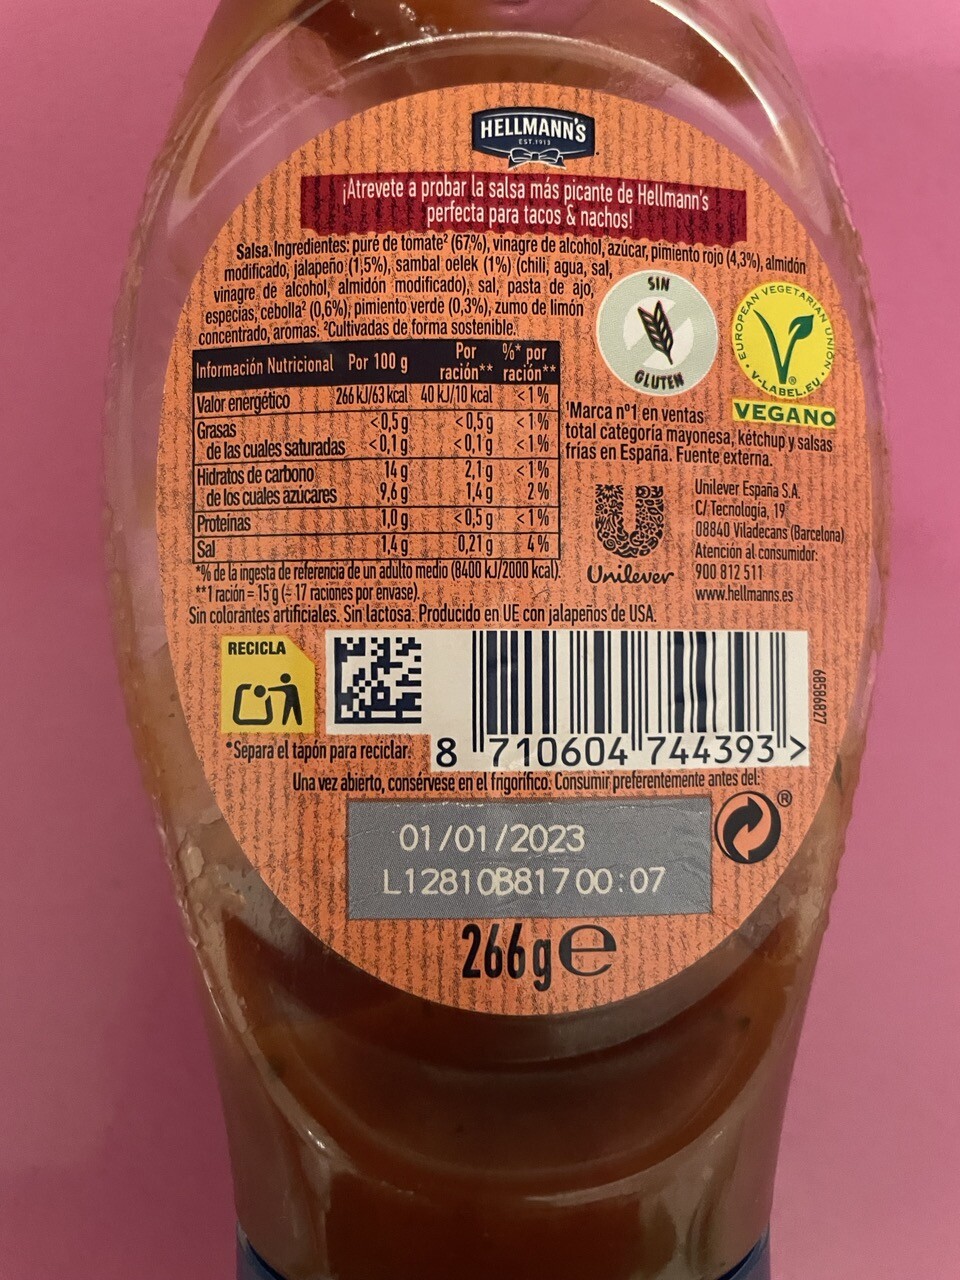 HELLMANN'S
EST.1913
¡Atrevete a probar la salsa más picante de Hellmann's
perfecta para tacos & nachos!
Salsa. Ingredientes: puré de tomate² (67%), vinagre de alcohol, azúcar, pimiento rojo (4,3%), almidón
modificado, jalapeño (1,5%), sambal oelek (1%) (chili, agua, sal,
vinagre de alcohol, almidón modificado), sal, pasta de ajo,
especias, cebolla² (0,6%), pimiento verde (0,3%), zumo de limón
concentrado, aromas. ²Cultivadas de forma sostenible.
SIN
GLUTEN
EUROPEAN VEGETARIAN UNION
V-LABEL.EU
VEGANO
Información Nutricional Por 100 g Por ración** %* por ración**
Valor energético 266 kJ/63 kcal 40 kJ/10 kcal <1%
Grasas <0,5 g <0,5 g <1%
de las cuales saturadas <0,1 g <0,1 g <1%
Hidratos de carbono 14 g 2,1 g <1%
de los cuales azúcares 9,6 g 1,4 g 2%
Proteínas 1,0 g <0,5 g <1%
Sal 1,4 g 0,21 g 4%
*% de la ingesta de referencia de un adulto medio (8400 kJ/2000 kcal).
**1 ración = 15 g (~ 17 raciones por envase).
Sin colorantes artificiales. Sin lactosa. Producido en UE con jalapeños de USA.
¹Marca nº1 en ventas
total categoría mayonesa, kétchup y salsas
frías en España. Fuente externa.
Unilever
Unilever España S.A.
C/ Tecnología, 19
08840 Viladecans (Barcelona)
Atención al consumidor:
900 812 511
www.hellmanns.es
RECICLA
*Separa el tapón para reciclar.
8 710604 744393 >
68586827
Una vez abierto, consérvese en el frigorífico. Consumir preferentemente antes del:
01/01/2023
L12810B817 00:07
266 g e